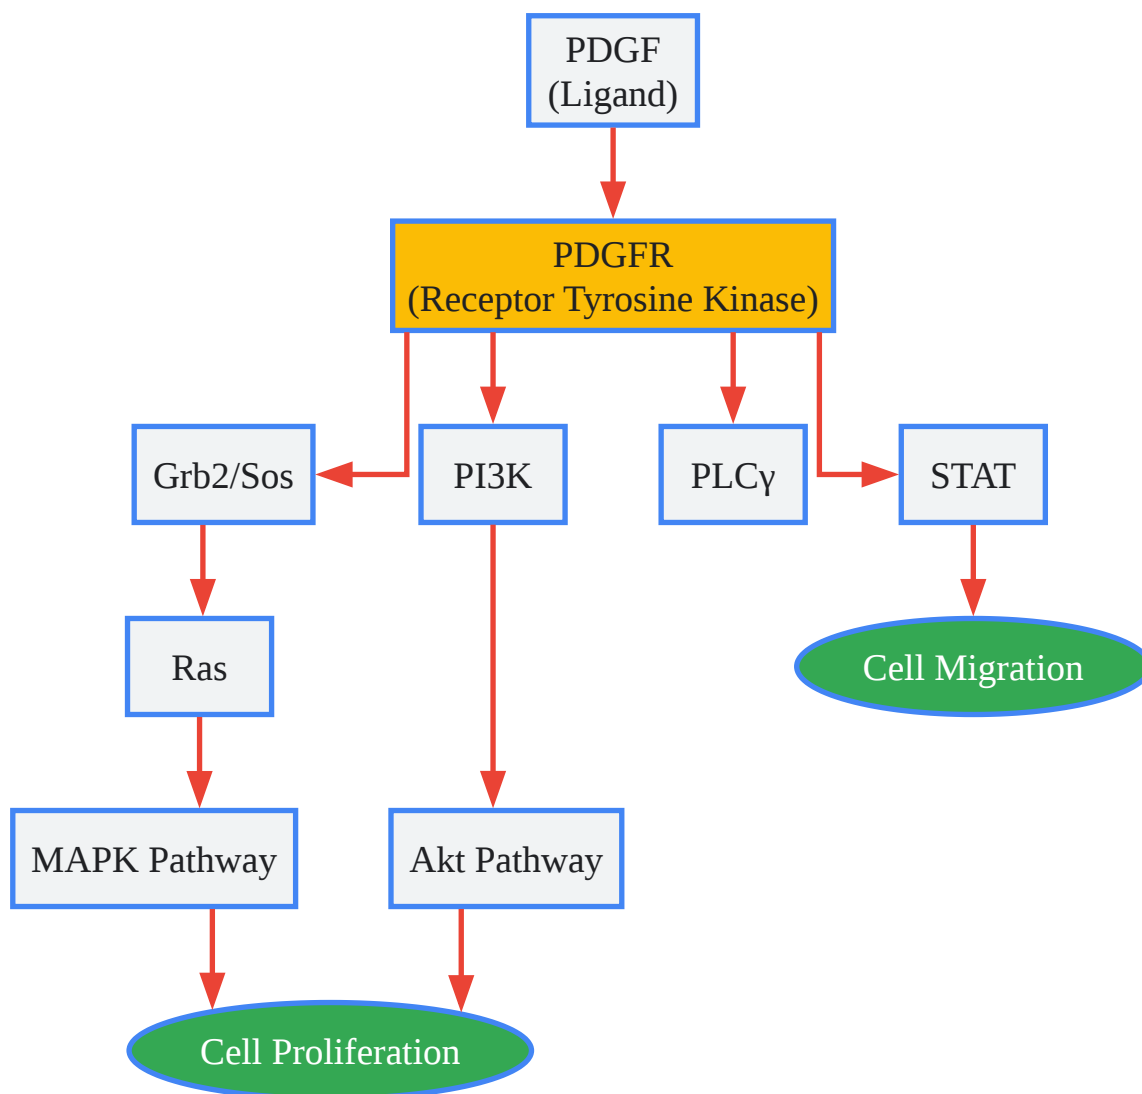 PDGF
(Ligand)
PDGFR
(Receptor Tyrosine Kinase)
Grb2/Sos
PI3K
PLCγ
STAT
Ras
Cell Migration
MAPK Pathway
Akt Pathway
Cell Proliferation